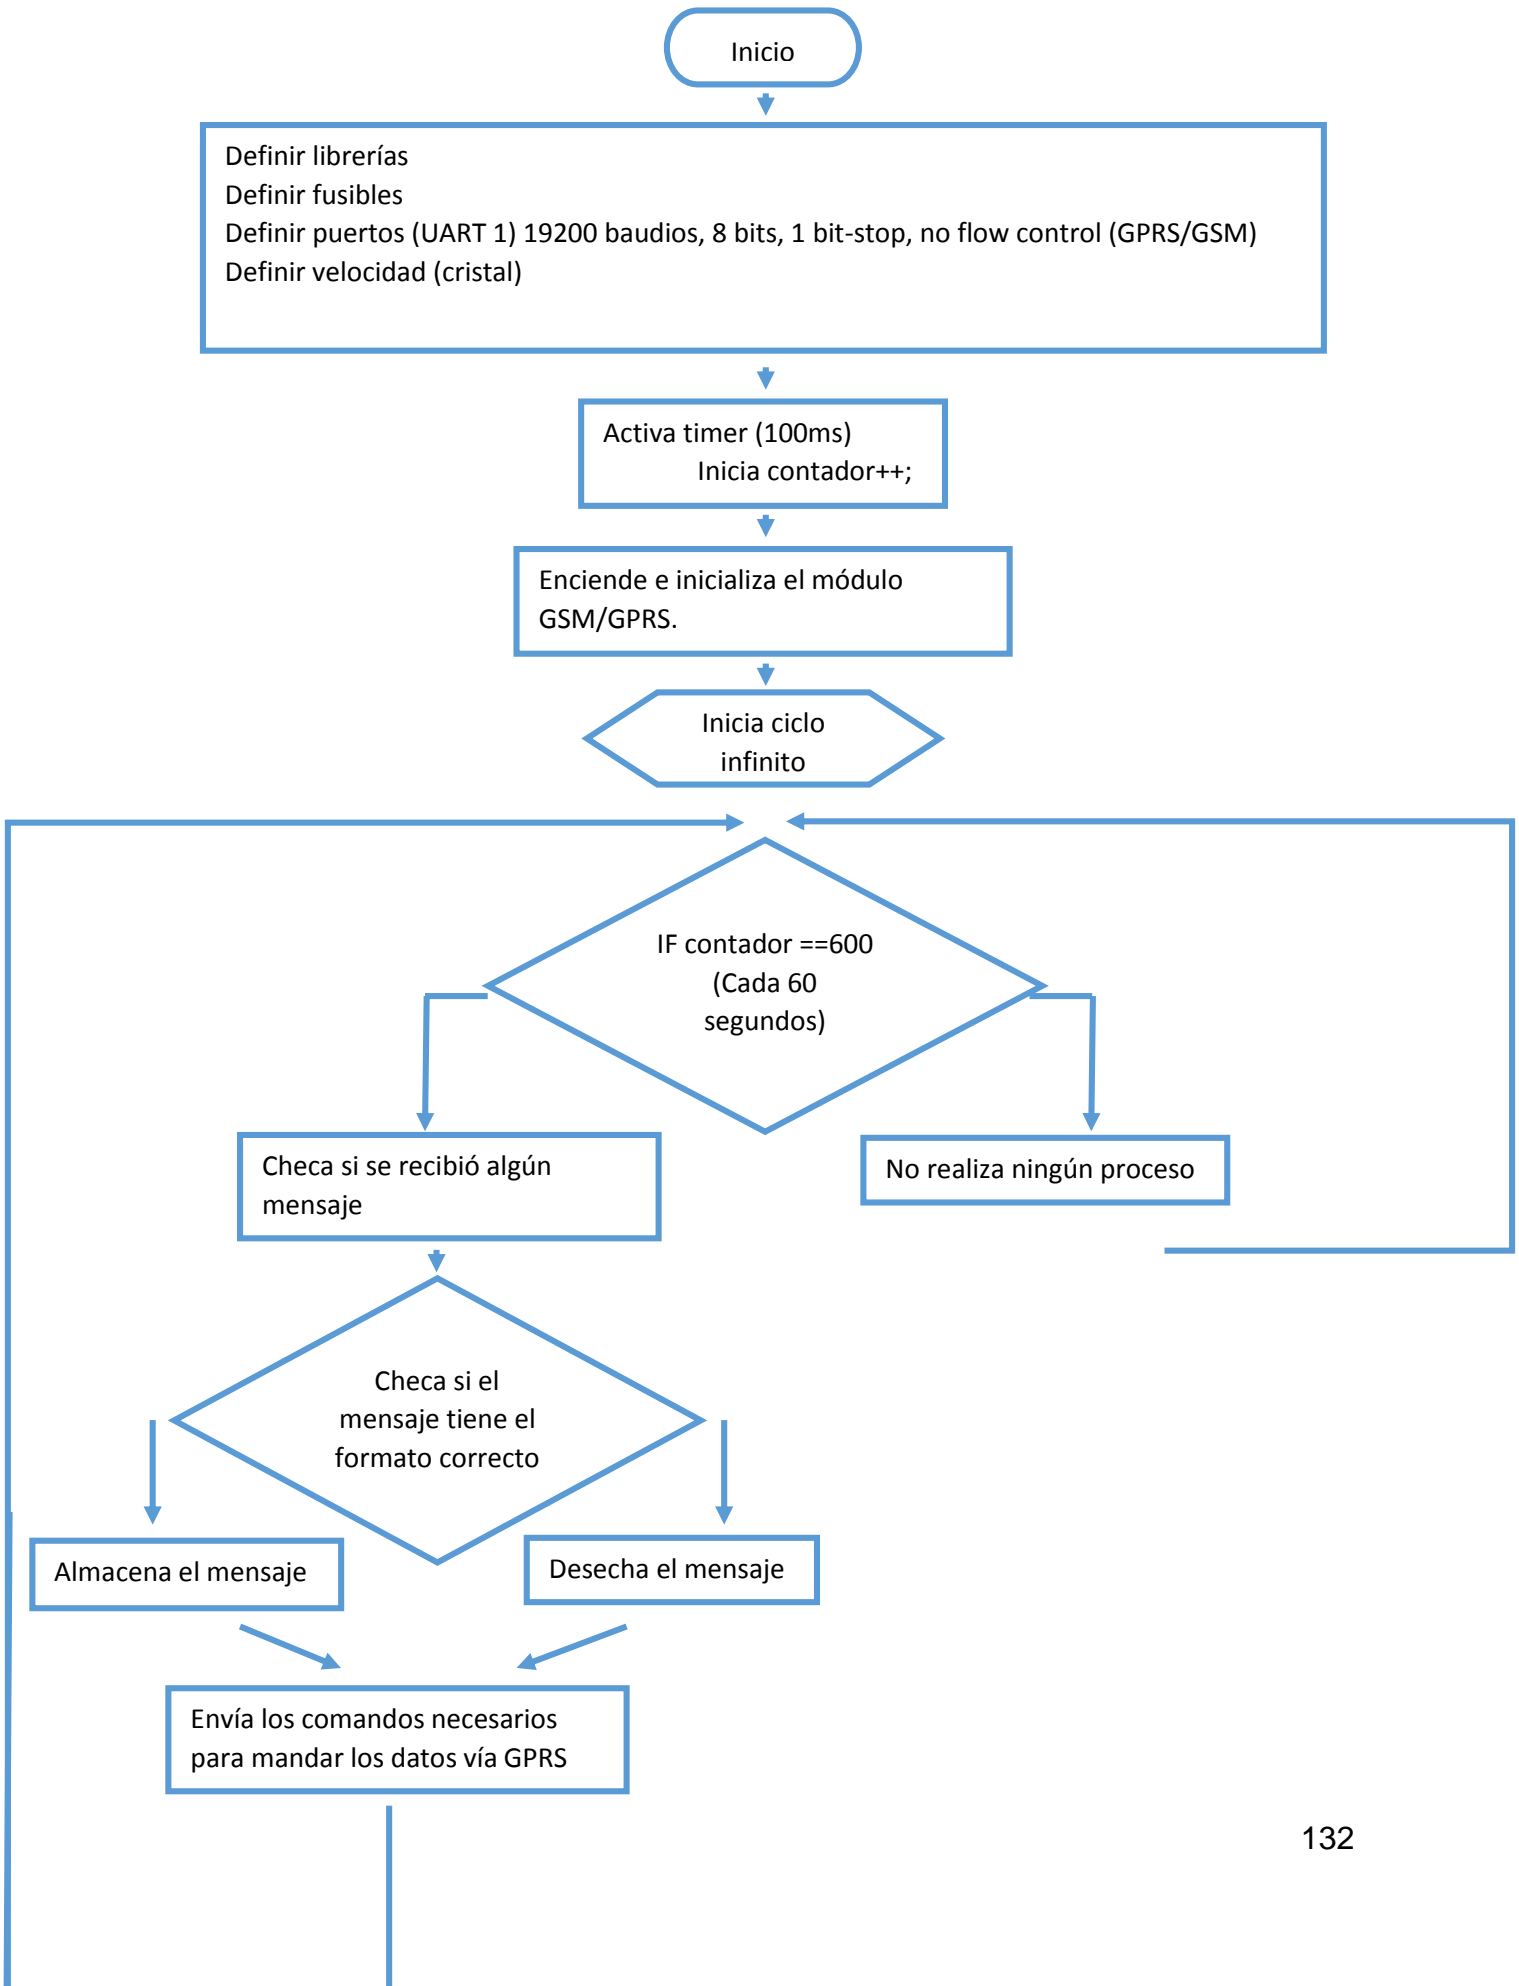 Inicio
Definir librerías
Definir fusibles
Definir puertos (UART 1) 19200 baudios, 8 bits, 1 bit-stop, no flow control (GPRS/GSM)
Definir velocidad (cristal)
Activa timer (100ms)
Inicia contador++;
Enciende e inicializa el módulo
GSM/GPRS.
Inicia ciclo
infinito
IF contador ==600
(Cada 60
segundos)
Checa si se recibió algún
mensaje
No realiza ningún proceso
Checa si el
mensaje tiene el
formato correcto
Almacena el mensaje
Desecha el mensaje
Envía los comandos necesarios
para mandar los datos vía GPRS
132